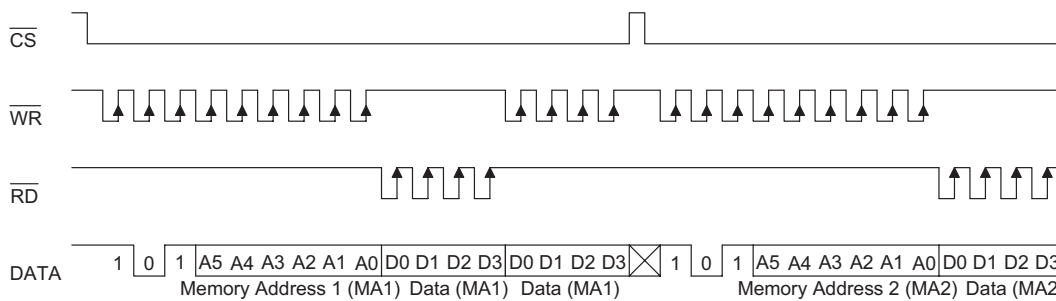 CS
WR
RD
DATA 1 0 1 A5 A4 A3 A2 A1 A0 D0 D1 D2 D3 D0 D1 D2 D3 1 0 1 A5 A4 A3 A2 A1 A0 D0 D1 D2 D3
Memory Address 1 (MA1) Data (MA1) Data (MA1) Memory Address 2 (MA2) Data (MA2